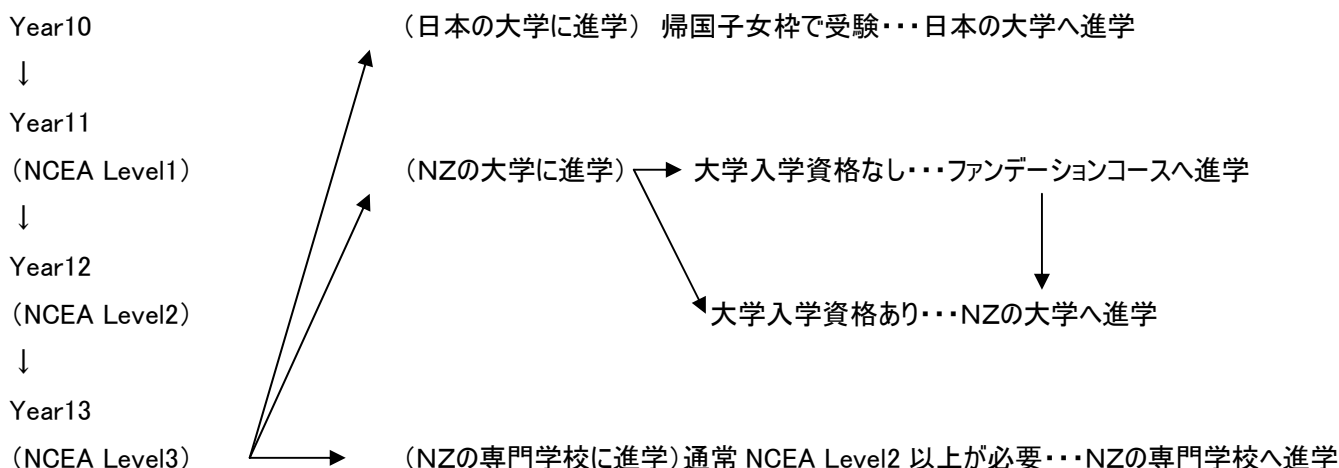 Year10 （日本の大学に進学） 帰国子女枠で受験・・・日本の大学へ進学
↓
Year11
（NCEA Level1） （NZの大学に進学） 大学入学資格なし・・・ファンデーションコースへ進学
↓
Year12
（NCEA Level2） 大学入学資格あり・・・NZの大学へ進学
↓
Year13
（NCEA Level3） （NZの専門学校に進学）通常 NCEA Level2 以上が必要・・・NZの専門学校へ進学